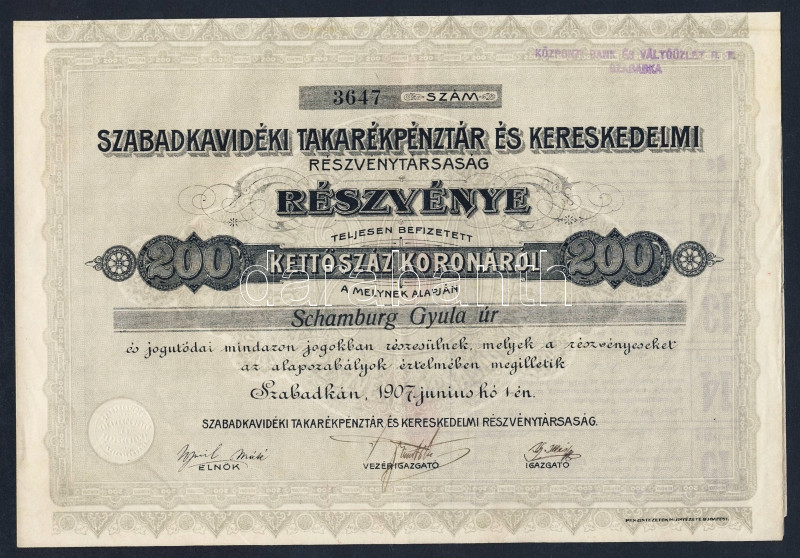 KÖZPONTI BANK ÉS VÁLTÓÜZLET R. T.
SZABADKA
3647 SZÁM
SZABADKAVIDÉKI TAKARÉKPÉNZTÁR ÉS KERESKEDELMI
RÉSZVÉNYTÁRSASÁG
RÉSZVÉNYE
TELJESEN BEFIZETETT
200 KETTŐSZÁZ KORONÁRÓL 200
A MELYNEK ALAPJÁN
darabanth
Schamburg Gyula úr
és jogutódai mindazon jogokban részesülnek, melyek a részvényeseket
az alapszabályok értelmében megilletik
Szabadkán, 1907. junius hó 1-én.
SZABADKAVIDÉKI TAKARÉKPÉNZTÁR ÉS KERESKEDELMI RÉSZVÉNYTÁRSASÁG.
ELNÖK
VEZÉRIGAZGATÓ
IGAZGATÓ